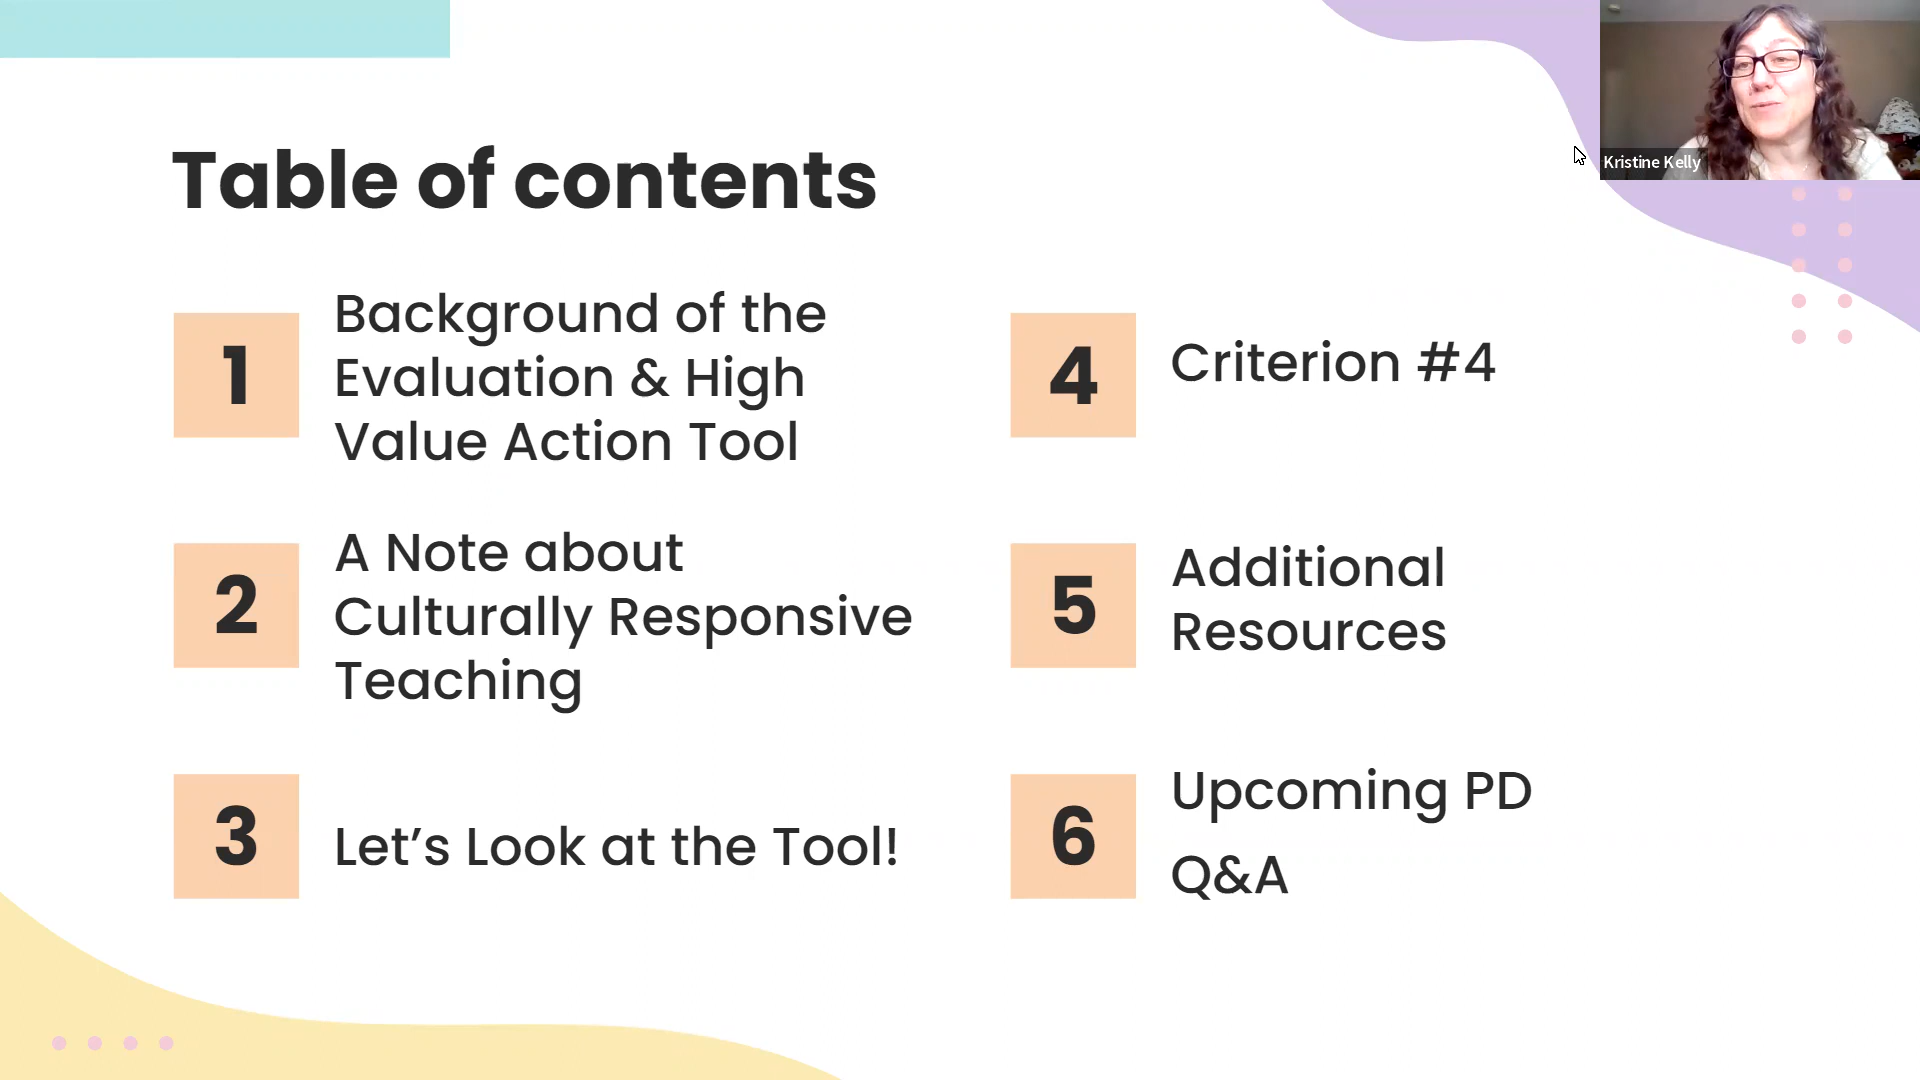 Table of contents
1
Background of the
Evaluation & High
Value Action Tool
2
A Note about
Culturally Responsive
Teaching
3
Let’s Look at the Tool!
4
Criterion #4
5
Additional
Resources
6
Upcoming PD
Q&A
Kristine Kelly